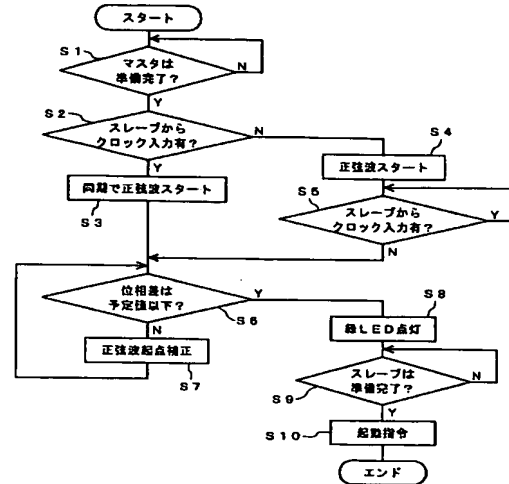 スタート
S1
マスタは
準備完了?
N
Y
S2
スレーブから
クロック入力有?
N
Y
S4
同期で正弦波スタート
S3
正弦波スタート
S5
スレーブから
クロック入力有?
Y
N
位相差は
予定値以下?
Y
S6
N
正弦波起点補正
S7
S8
緑LED点灯
スレーブは
準備完了?
N
S9
Y
S10
起動指令
エンド